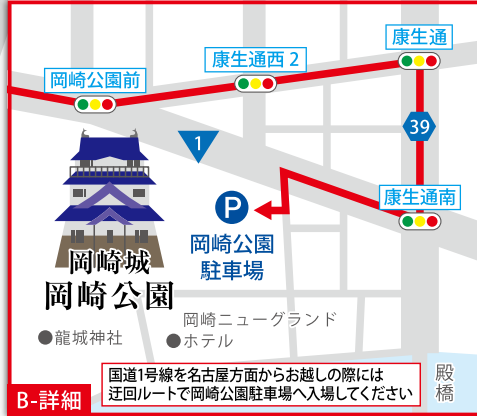 康生通
康生通西2
岡崎公園前
39
1
康生通南
P
岡崎公園
駐車場
岡崎城
岡崎公園
岡崎ニューグランド
●ホテル
●龍城神社
国道1号線を名古屋方面からお越しの際には
迂回ルートで岡崎公園駐車場へ入場してください
殿橋
B-詳細